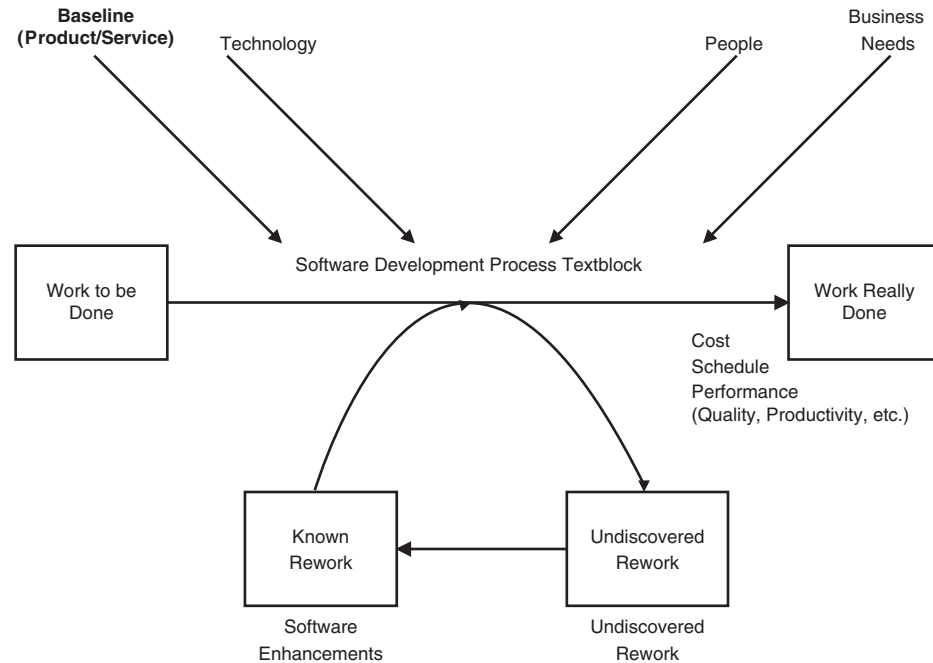 Baseline
(Product/Service)
Technology
People
Business
Needs
Software Development Process Textblock
Work to be
Done
Work Really
Done
Cost
Schedule
Performance
(Quality, Productivity, etc.)
Known
Rework
Undiscovered
Rework
Software
Enhancements
Undiscovered
Rework